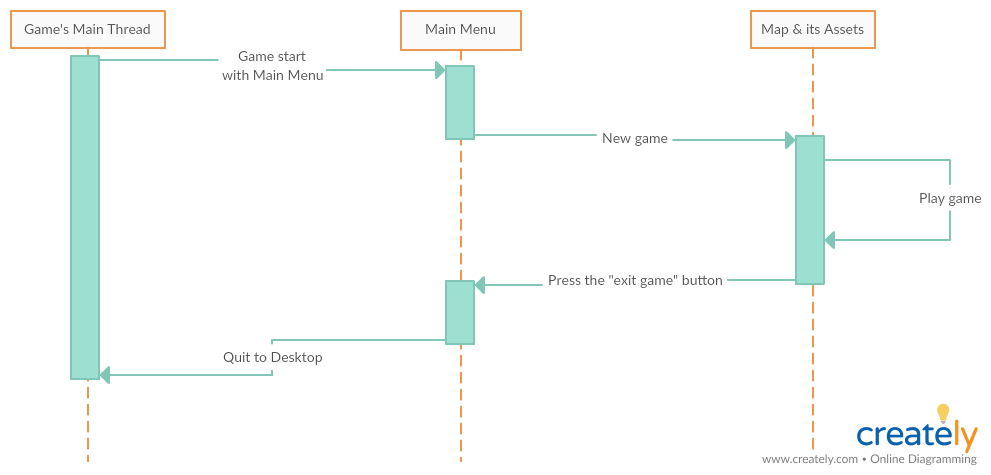 Game's Main Thread
Main Menu
Map & its Assets
Game start
with Main Menu
New game
Play game
Press the "exit game" button
Quit to Desktop
creately
www.creately.com • Online Diagramming